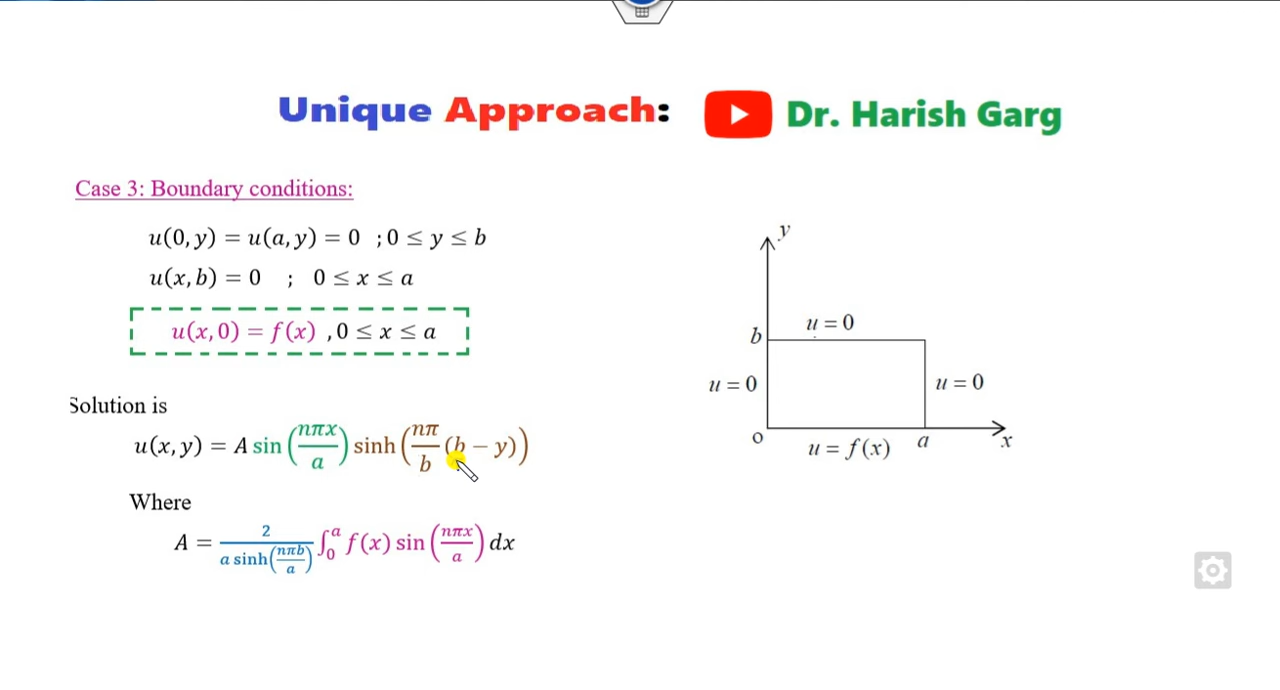 Unique Approach: Dr. Harish Garg
Case 3: Boundary conditions:
u(0, y) = u(a, y) = 0 ; 0 ≤ y ≤ b
u(x, b) = 0 ; 0 ≤ x ≤ a
u(x, 0) = f(x) , 0 ≤ x ≤ a
Solution is
u(x, y) = A sin (nπx/a) sinh (nπ/b (b − y))
Where
A = 2/(a sinh(nπb/a)) ∫₀ᵃ f(x) sin (nπx/a) dx
y
u = 0
b
u = 0
u = 0
o
u = f(x)
a
x